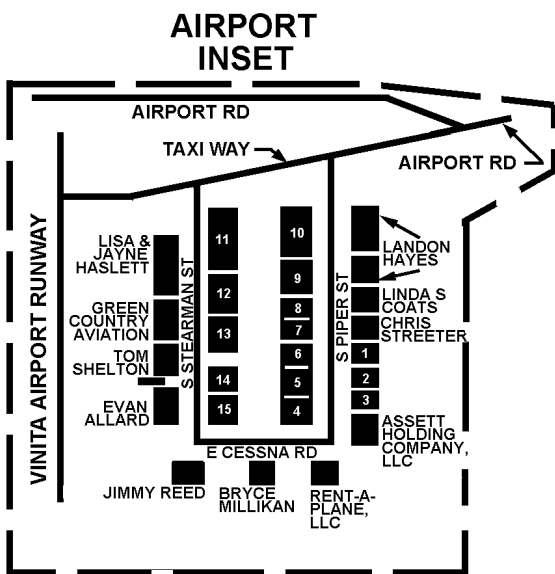 AIRPORT
INSET
AIRPORT RD
TAXI WAY
AIRPORT RD
VINITA AIRPORT RUNWAY
LISA &
JAYNE
HASLETT
GREEN
COUNTRY
AVIATION
TOM
SHELTON
EVAN
ALLARD
S STEARMAN ST
11
12
13
14
15
10
9
8
7
6
5
4
S PIPER ST
LANDON
HAYES
LINDA S
COATS
CHRIS
STREETER
1
2
3
ASSETT
HOLDING
COMPANY,
LLC
E CESSNA RD
JIMMY REED
BRYCE
MILLIKAN
RENT-A-
PLANE,
LLC